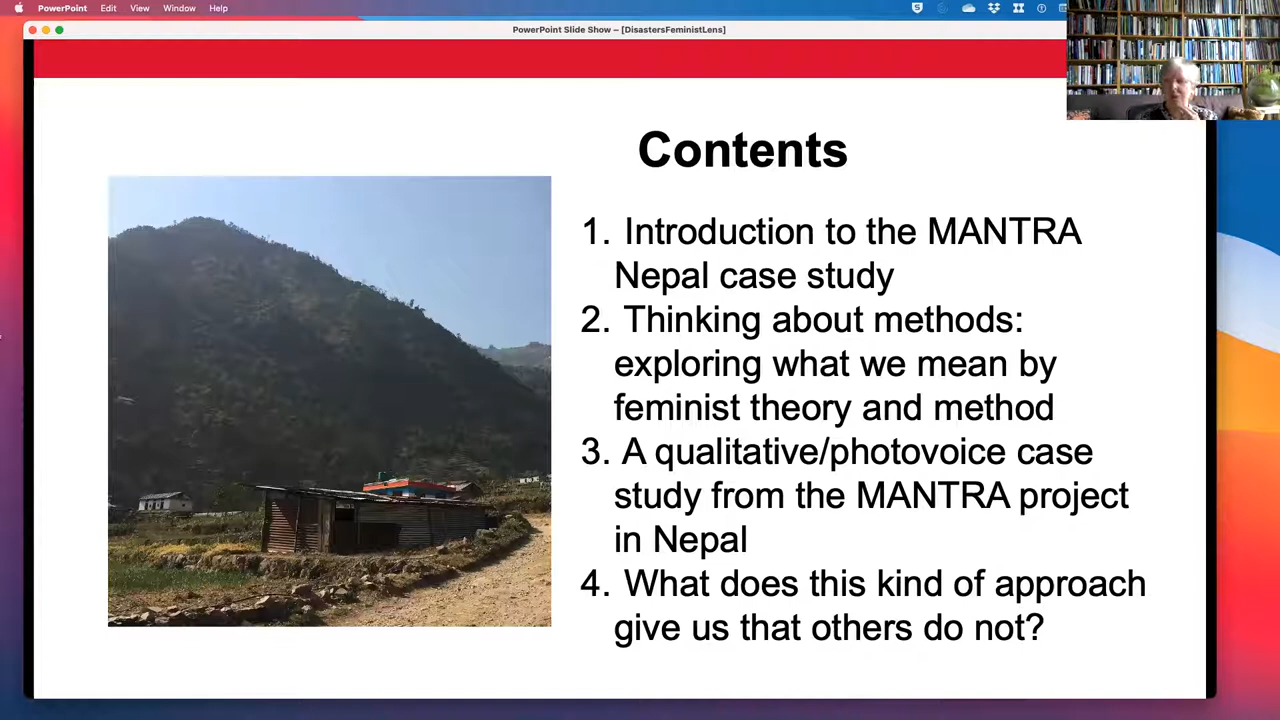 PowerPoint Edit View Window Help
PowerPoint Slide Show – [DisastersFeministLens]
Contents
1. Introduction to the MANTRA
Nepal case study
2. Thinking about methods:
exploring what we mean by
feminist theory and method
3. A qualitative/photovoice case
study from the MANTRA project
in Nepal
4. What does this kind of approach
give us that others do not?